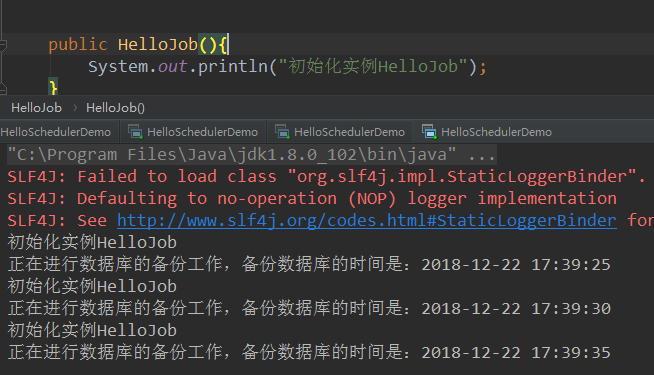 public HelloJob(){
System.out.println("初始化实例HelloJob");
}
HelloJob › HelloJob()
HelloSchedulerDemo HelloSchedulerDemo HelloSchedulerDemo HelloSchedulerDemo
"C:\Program Files\Java\jdk1.8.0_102\bin\java" ...
SLF4J: Failed to load class "org.slf4j.impl.StaticLoggerBinder".
SLF4J: Defaulting to no-operation (NOP) logger implementation
SLF4J: See http://www.slf4j.org/codes.html#StaticLoggerBinder for
初始化实例HelloJob
正在进行数据库的备份工作，备份数据库的时间是：2018-12-22 17:39:25
初始化实例HelloJob
正在进行数据库的备份工作，备份数据库的时间是：2018-12-22 17:39:30
初始化实例HelloJob
正在进行数据库的备份工作，备份数据库的时间是：2018-12-22 17:39:35